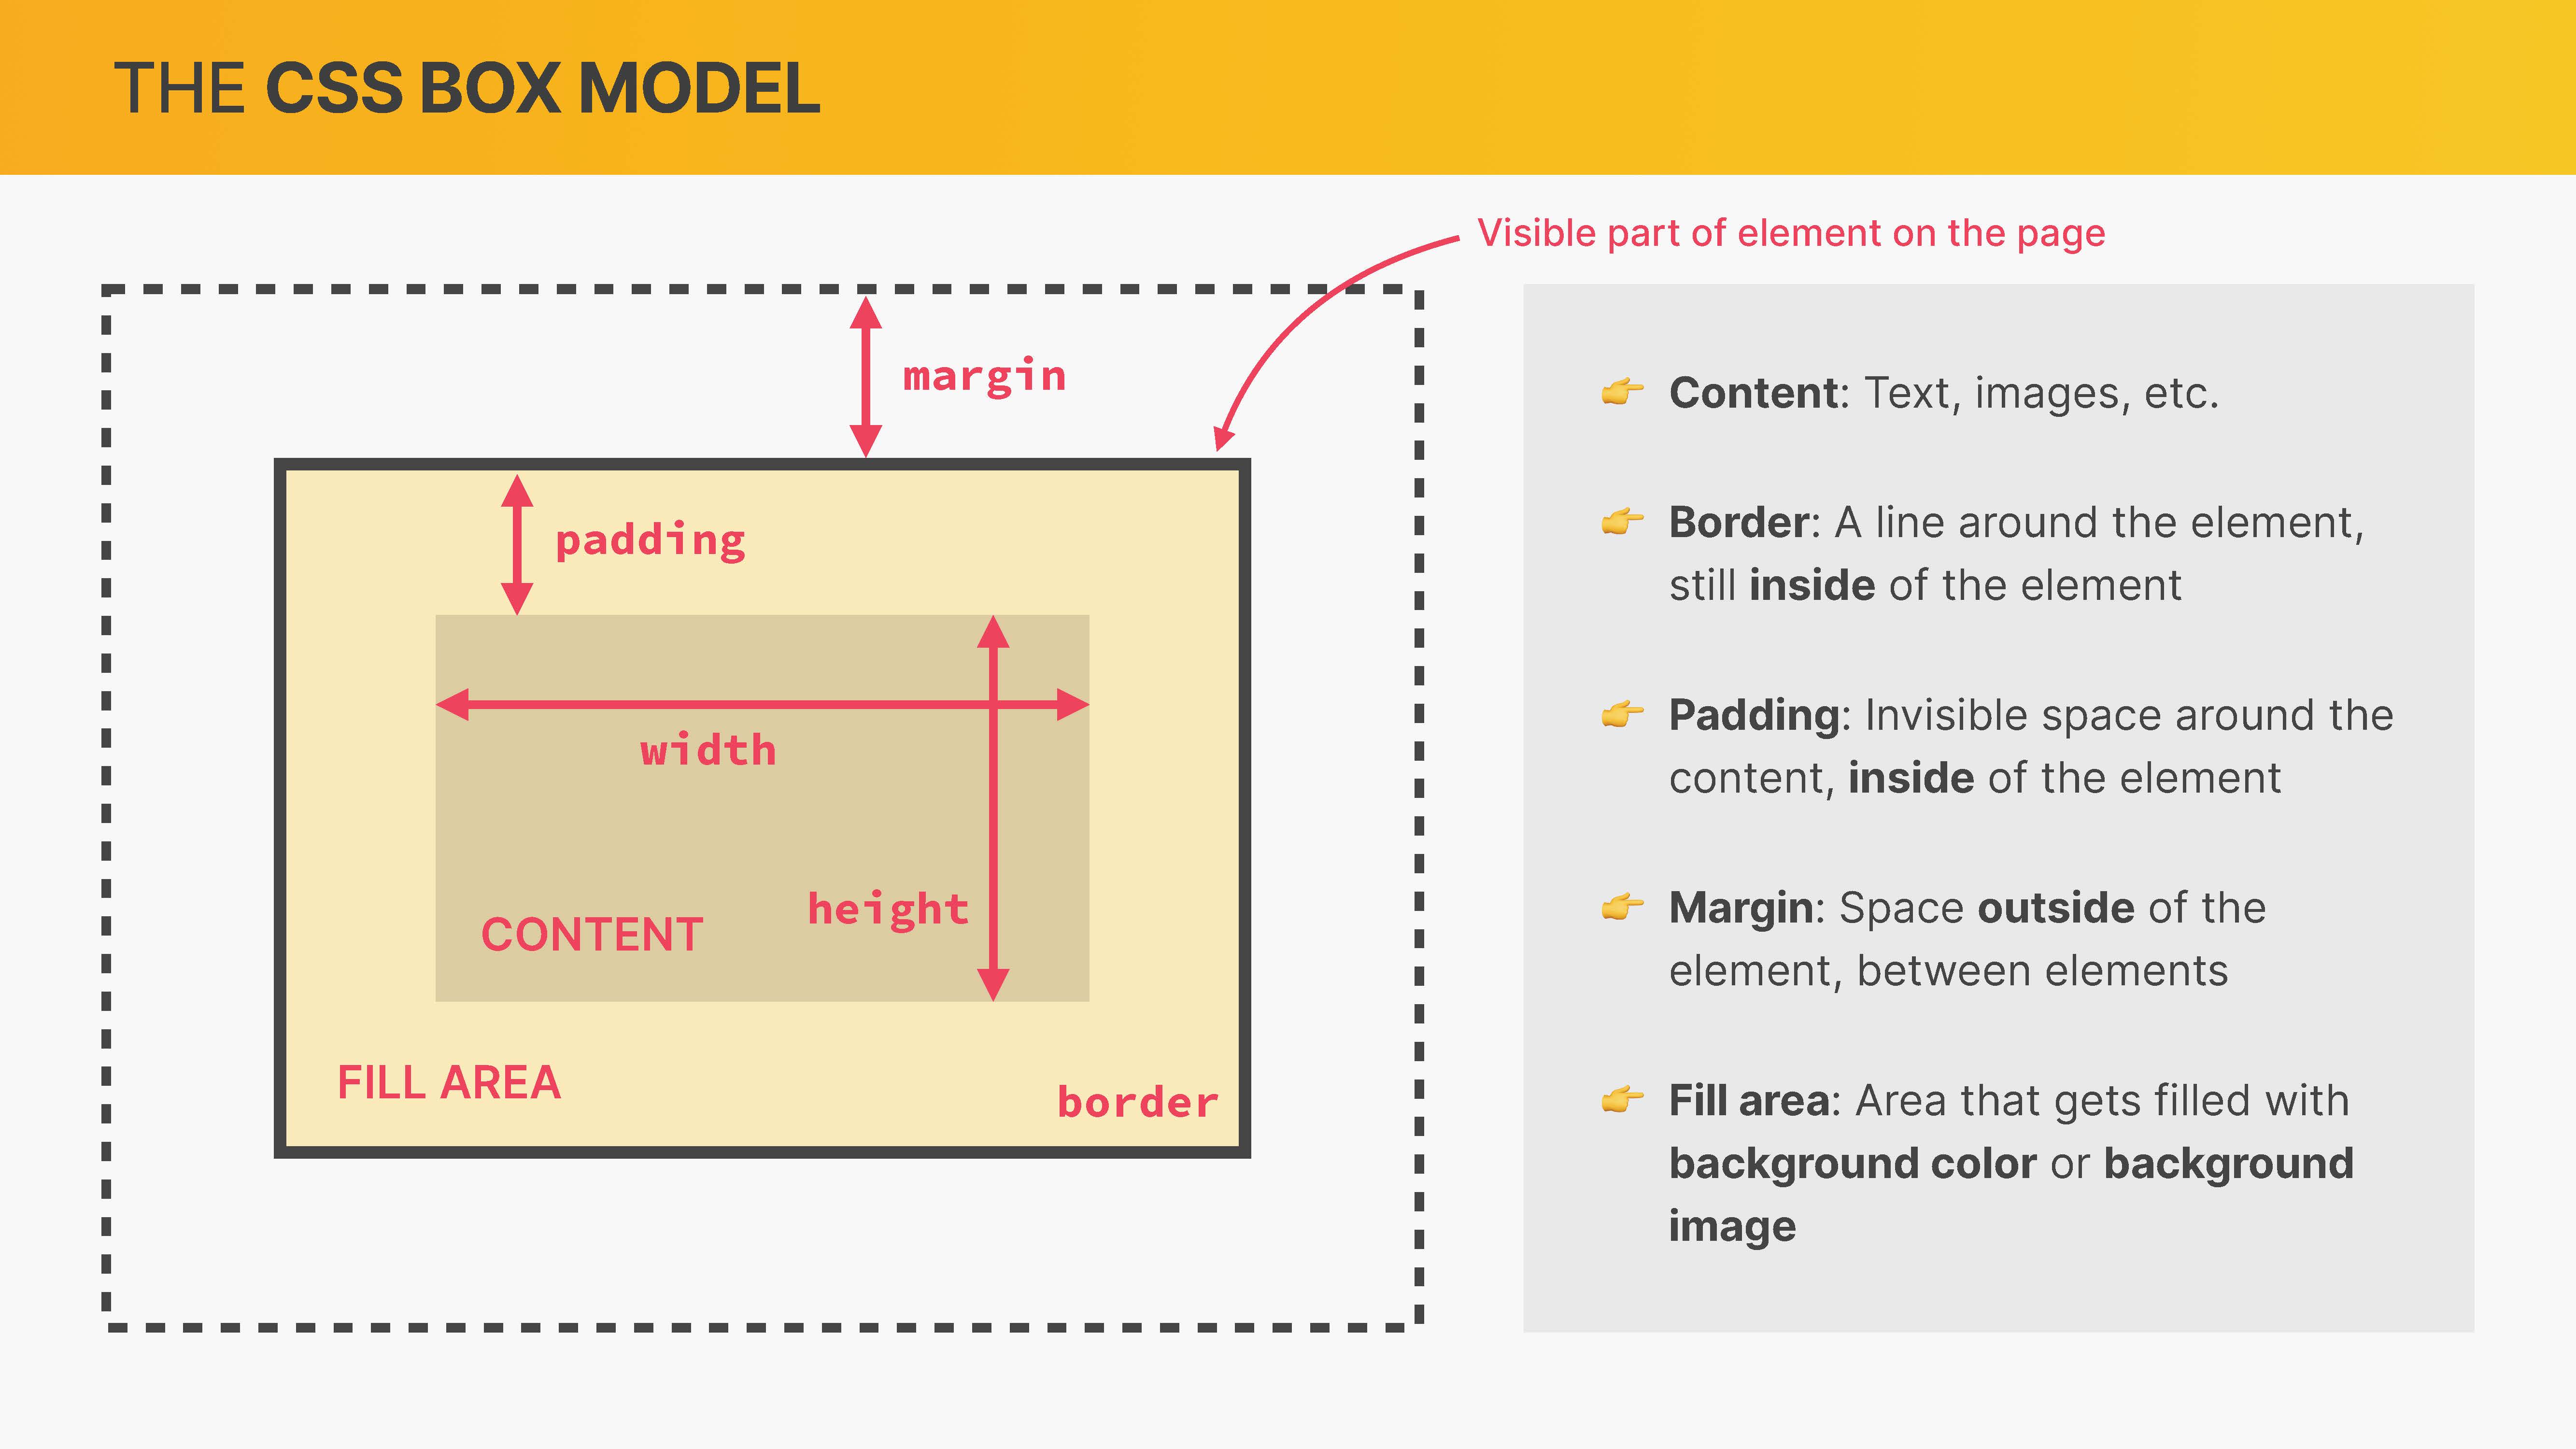 THE CSS BOX MODEL
Visible part of element on the page
margin
padding
width
height
CONTENT
FILL AREA
border
👉 Content: Text, images, etc.
👉 Border: A line around the element,
still inside of the element
👉 Padding: Invisible space around the
content, inside of the element
👉 Margin: Space outside of the
element, between elements
👉 Fill area: Area that gets filled with
background color or background
image